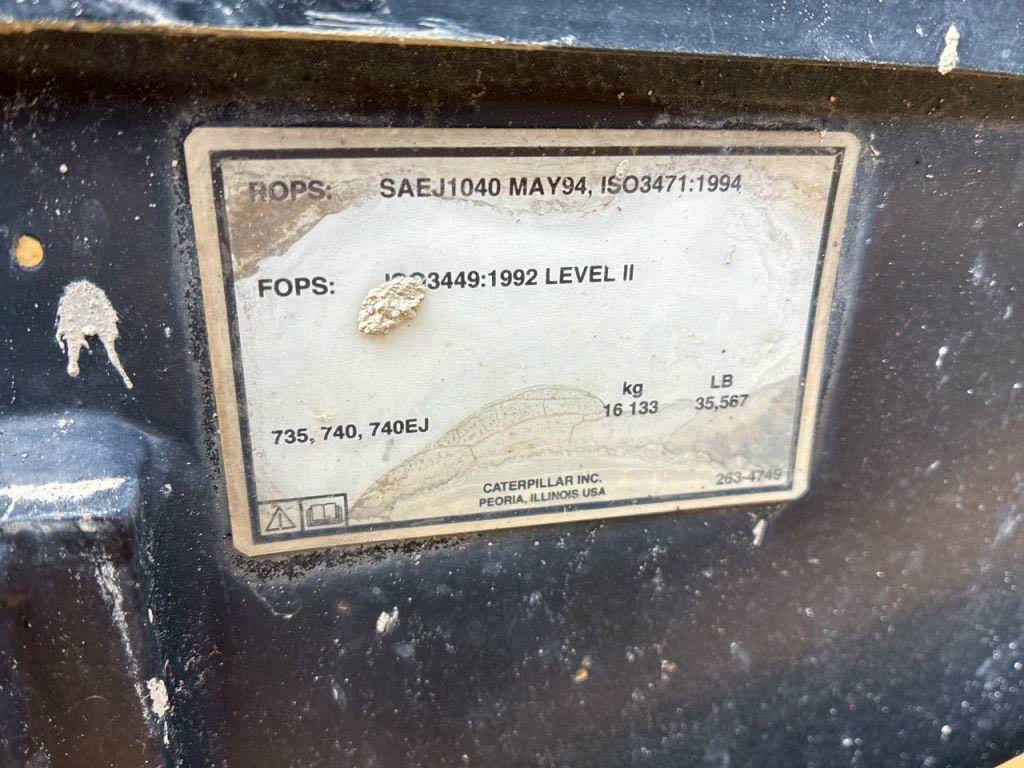 ROPS: SAEJ1040 MAY94, ISO3471:1994
FOPS: ISO3449:1992 LEVEL II
kg LB
735, 740, 740EJ 16 133 35,567
CATERPILLAR INC.
PEORIA, ILLINOIS USA
263-4749